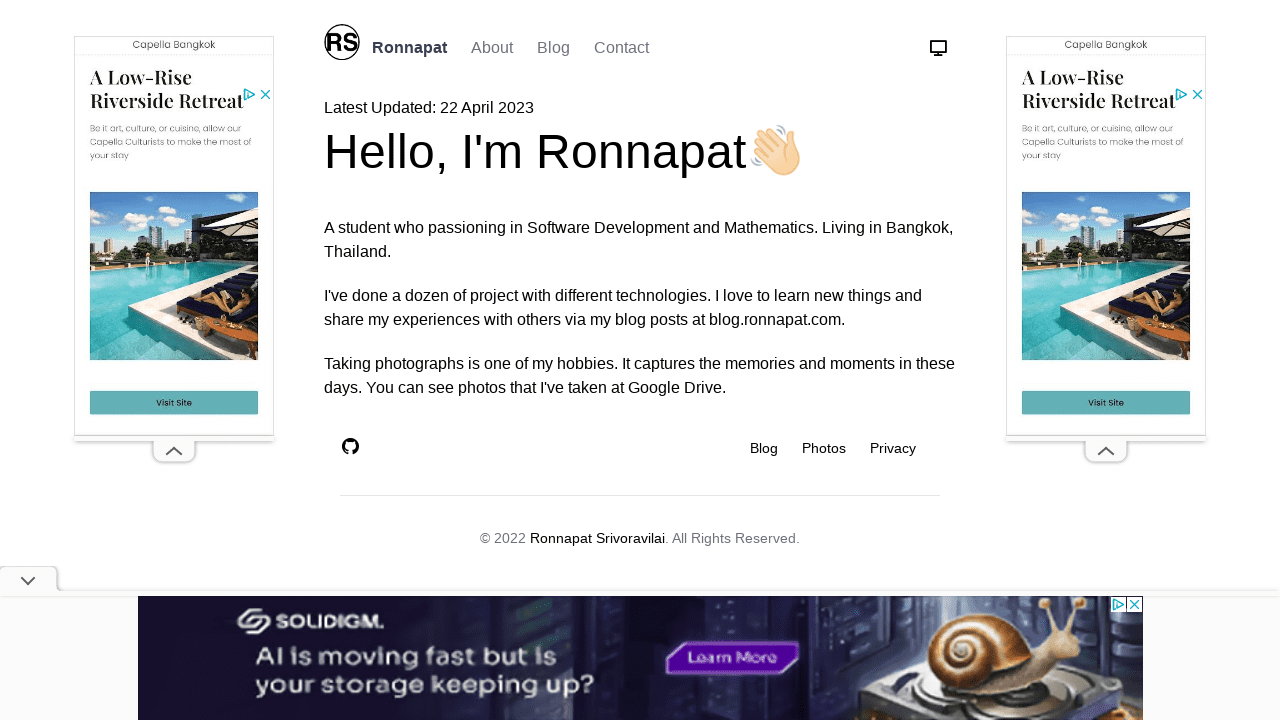 RS Ronnapat About Blog Contact
Latest Updated: 22 April 2023
Hello, I'm Ronnapat👋🏻
A student who passioning in Software Development and Mathematics. Living in Bangkok,
Thailand.
I've done a dozen of project with different technologies. I love to learn new things and
share my experiences with others via my blog posts at blog.ronnapat.com.
Taking photographs is one of my hobbies. It captures the memories and moments in these
days. You can see photos that I've taken at Google Drive.
Blog Photos Privacy
© 2022 Ronnapat Srivoravilai. All Rights Reserved.
Capella Bangkok
A Low-Rise
Riverside Retreat
Be it art, culture, or cuisine, allow our
Capella Culturists to make the most of
your stay
Visit Site
Capella Bangkok
A Low-Rise
Riverside Retreat
Be it art, culture, or cuisine, allow our
Capella Culturists to make the most of
your stay
Visit Site
SOLIDIGM.
AI is moving fast but is
your storage keeping up?
Learn More